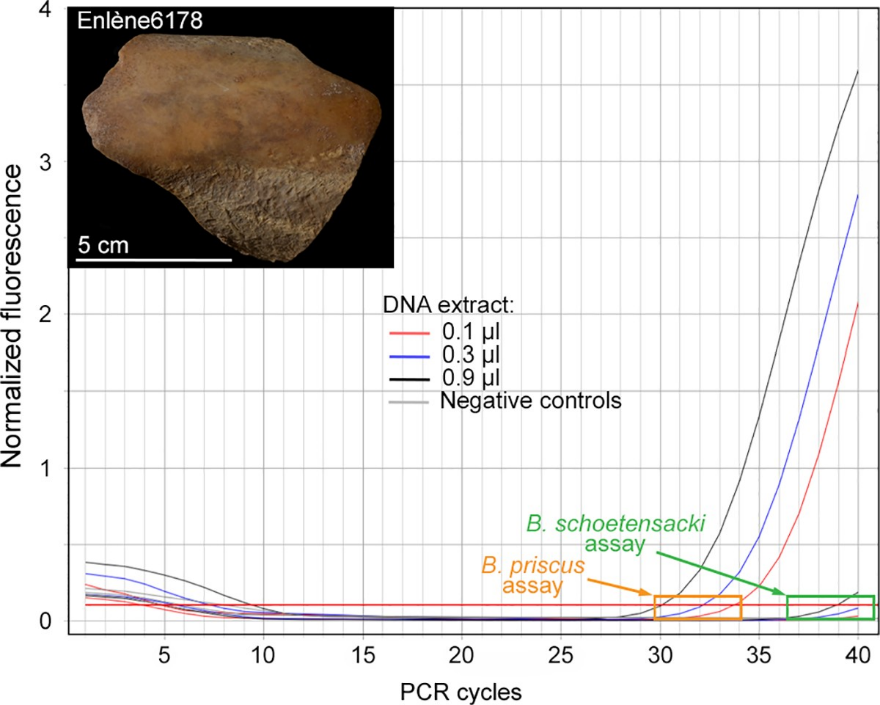 Enlène6178
5 cm
Normalized fluorescence
4
3
2
1
0
DNA extract:
0.1 µl
0.3 µl
0.9 µl
Negative controls
B. schoetensacki
assay
B. priscus
assay
5
10
15
20
25
30
35
40
PCR cycles